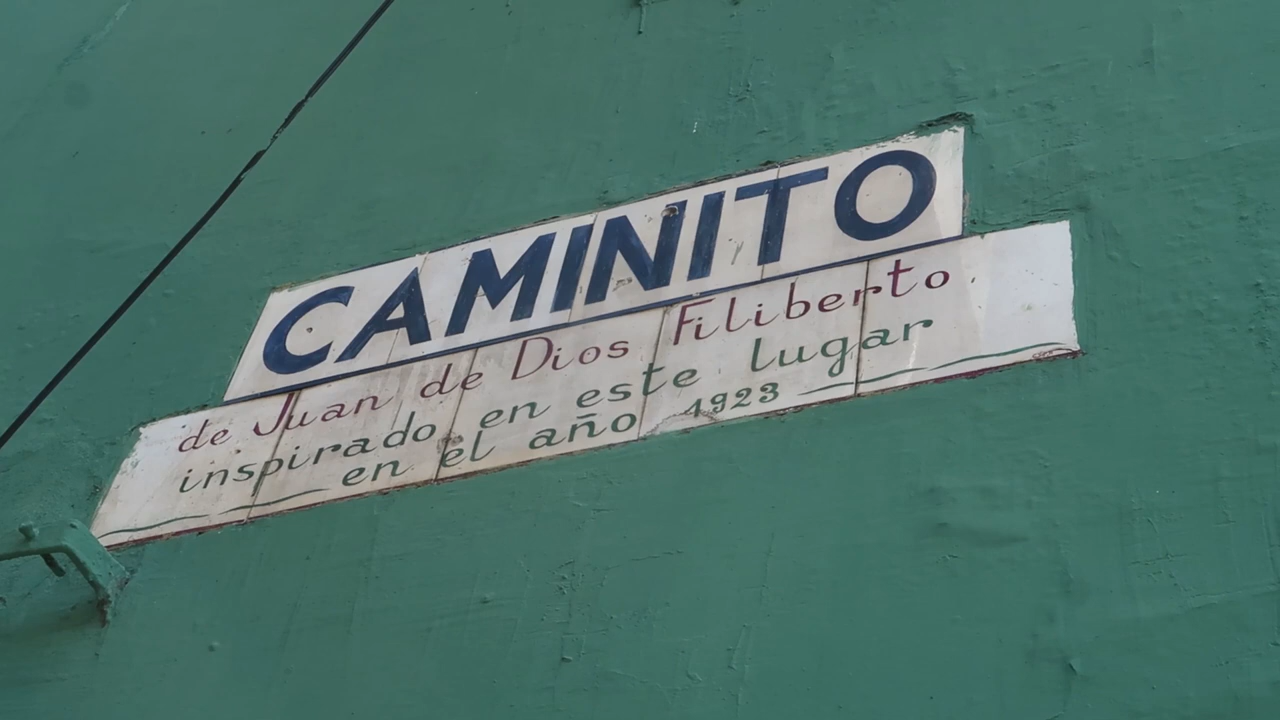 CAMINITO
de Juan de Dios Filiberto
inspirado en este lugar
en el año 1923